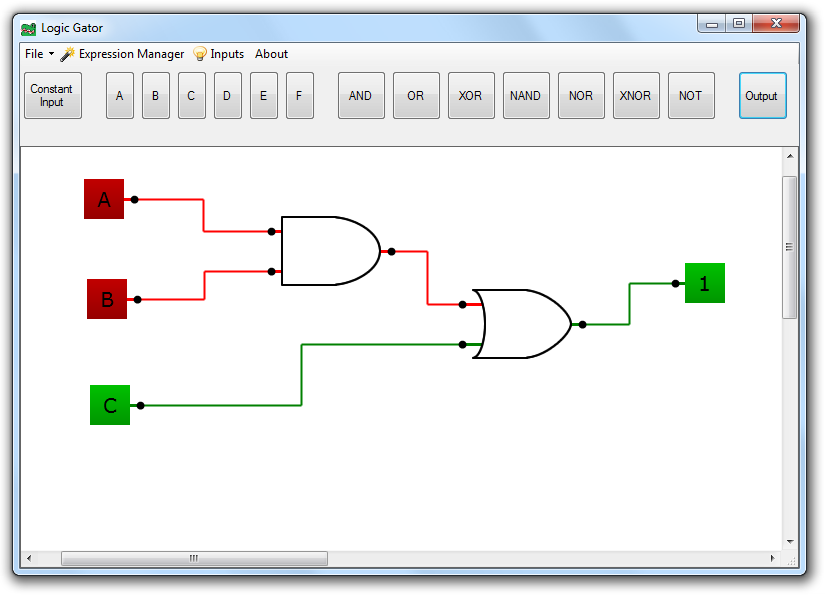 Logic Gator
File Expression Manager Inputs About
Constant
Input
A B C D E F AND OR XOR NAND NOR XNOR NOT Output
A
B
1
C